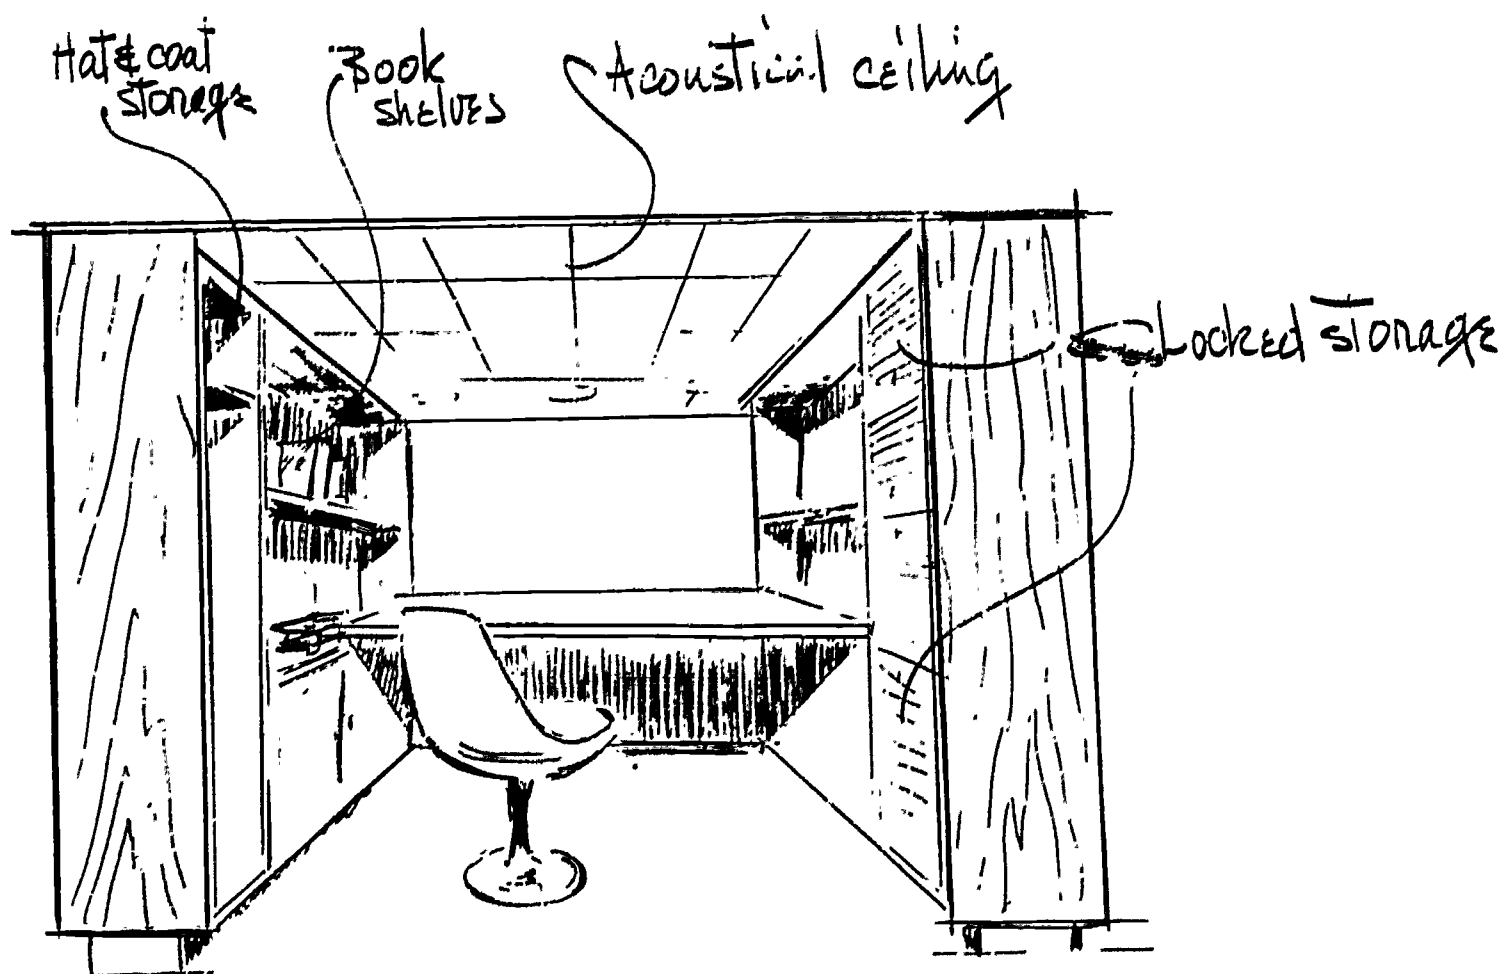 Hat & coat
storage
Book
shelves
Acoustical ceiling
Locked storage